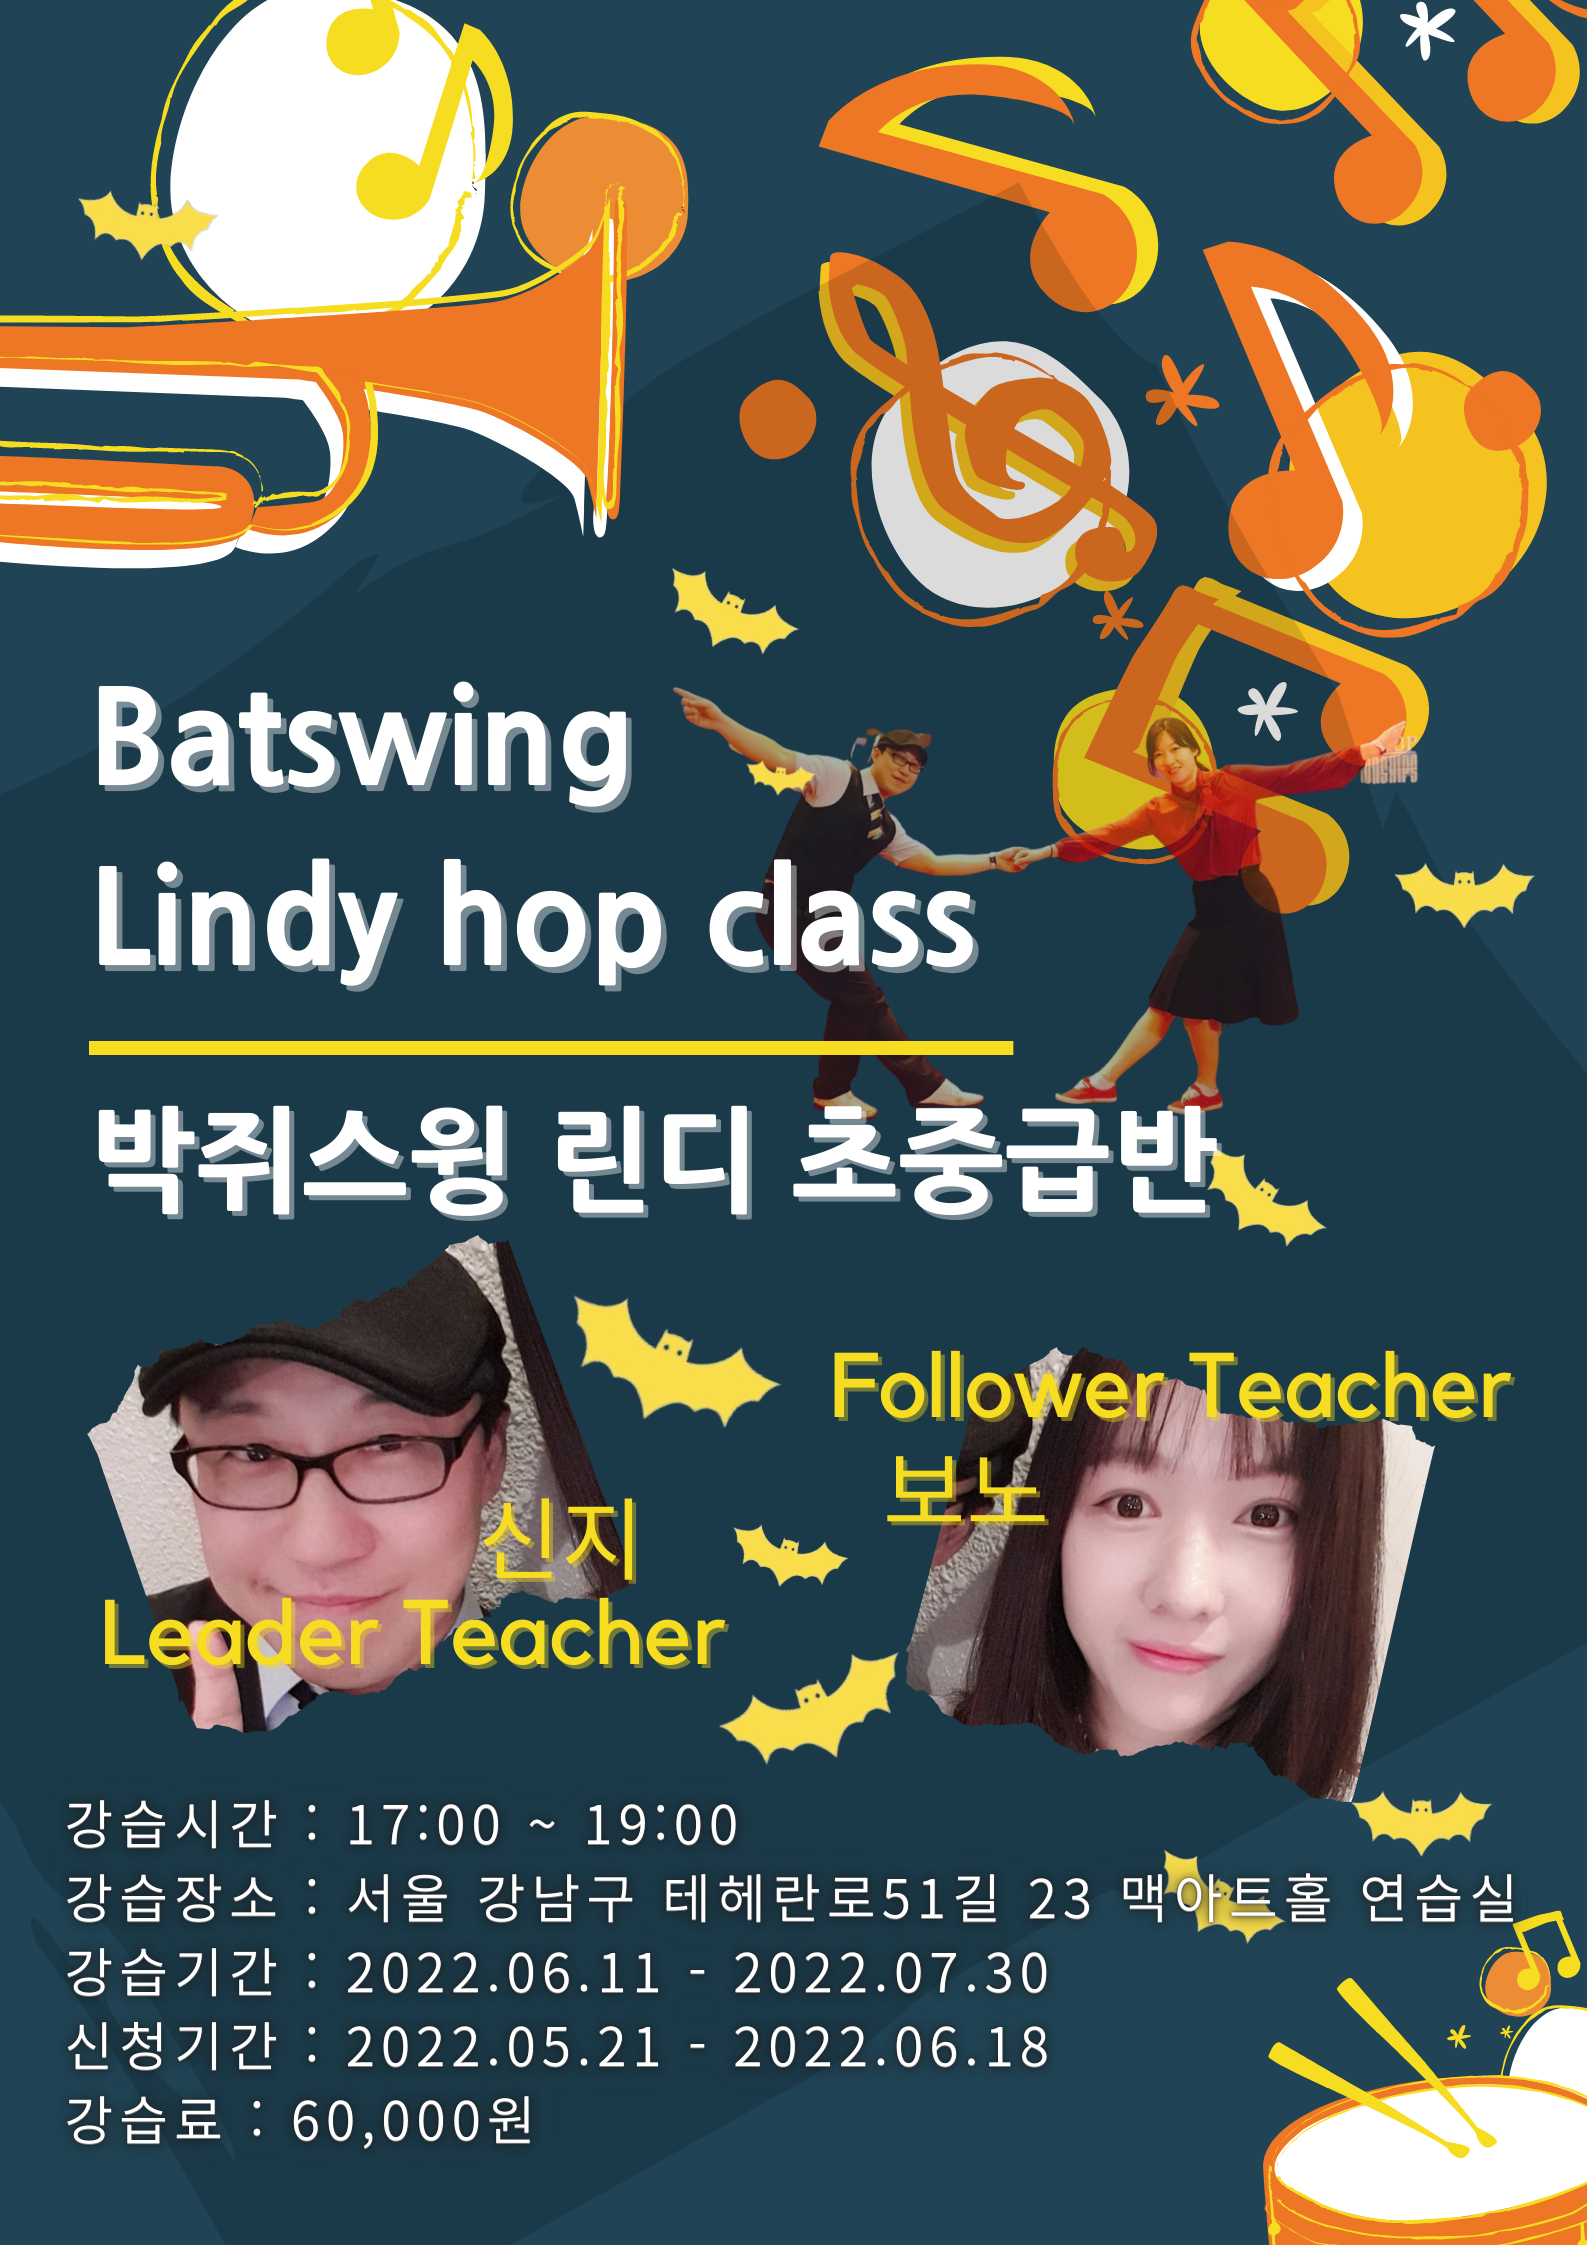 Batswing
Lindy hop class
박쥐스윙 린디 초중급반
Follower Teacher
보노
신지
Leader Teacher
강습시간 : 17:00 ~ 19:00
강습장소 : 서울 강남구 테헤란로51길 23 맥아트홀 연습실
강습기간 : 2022.06.11 - 2022.07.30
신청기간 : 2022.05.21 - 2022.06.18
강습료 : 60,000원